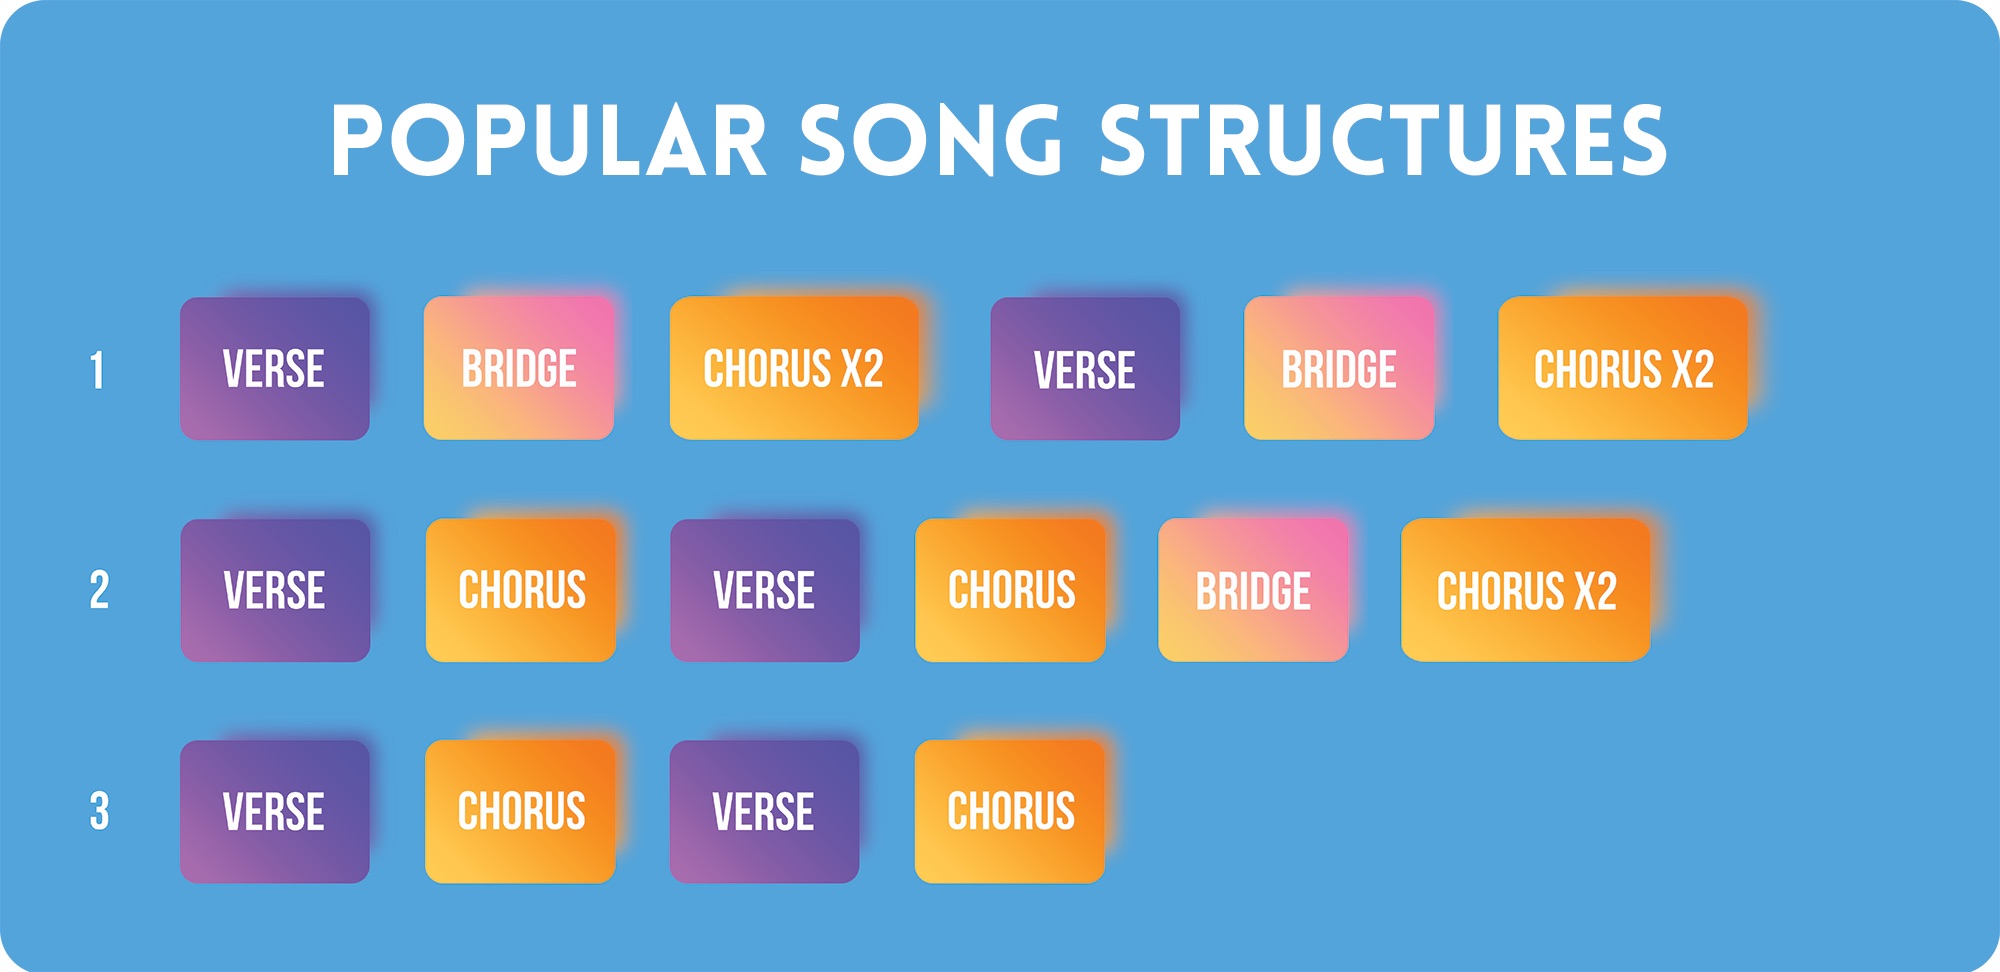 POPULAR SONG STRUCTURES
1 VERSE BRIDGE CHORUS X2 VERSE BRIDGE CHORUS X2
2 VERSE CHORUS VERSE CHORUS BRIDGE CHORUS X2
3 VERSE CHORUS VERSE CHORUS